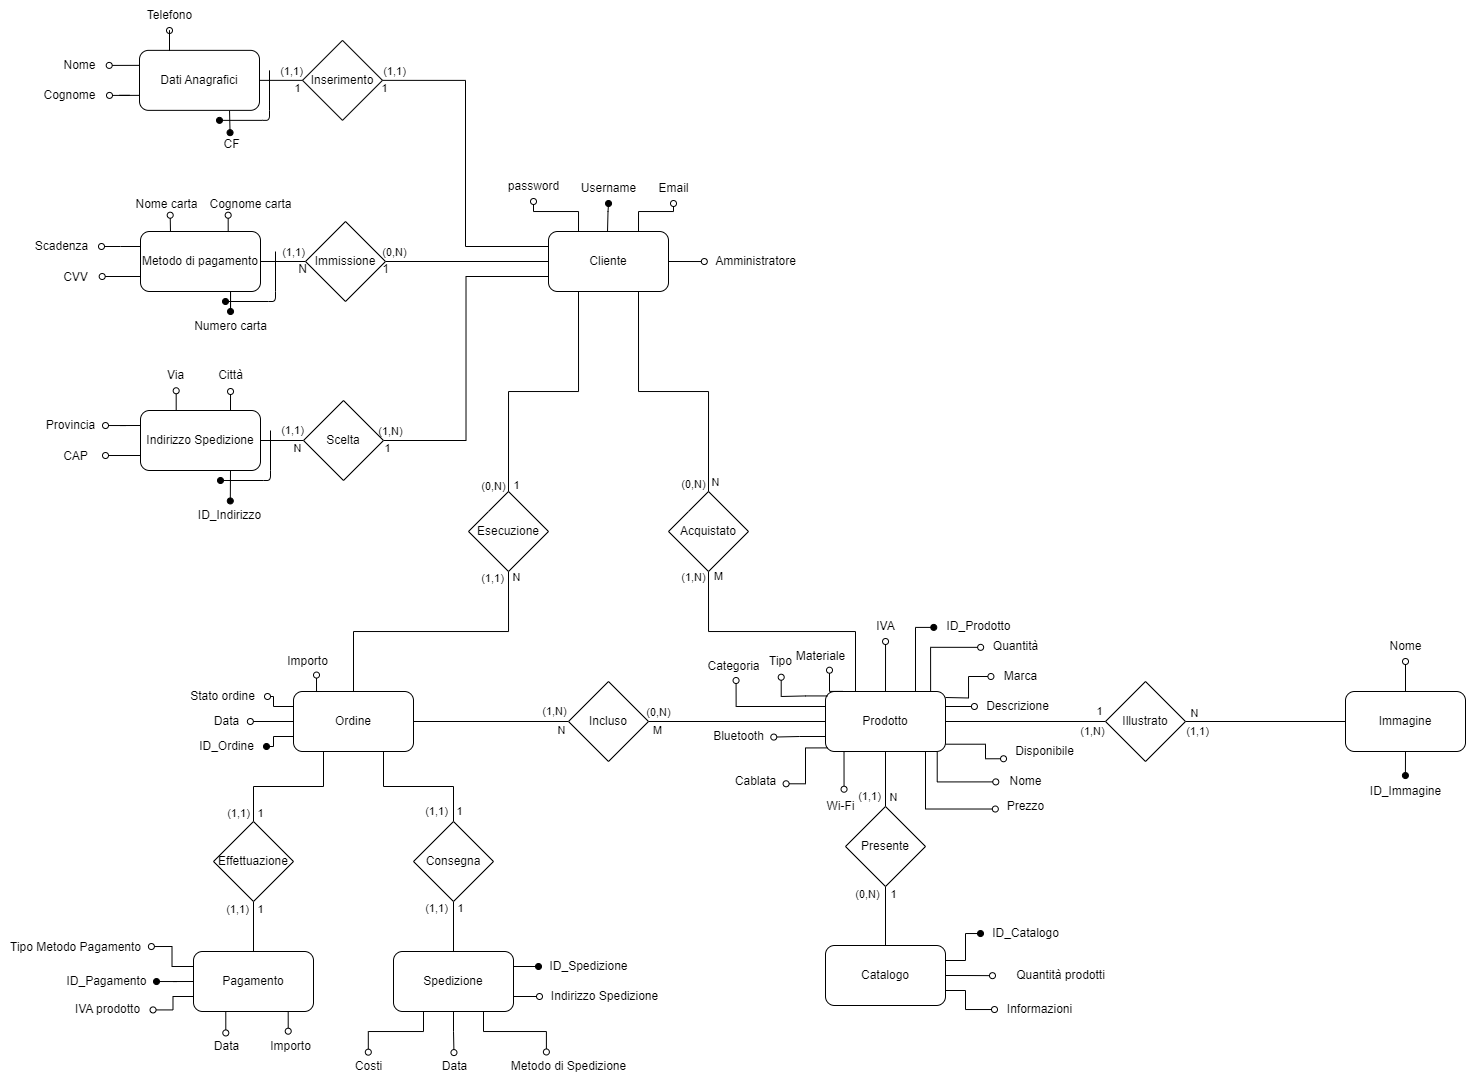 Telefono
Nome
Cognome
Dati Anagrafici
CF
(1,1)
1
Inserimento
(1,1)
1
Nome carta
Cognome carta
Scadenza
CVV
Metodo di pagamento
Numero carta
(1,1)
N
Immissione
(0,N)
1
password
Username
Email
Cliente
Amministratore
Via
Città
Provincia
CAP
Indirizzo Spedizione
ID_Indirizzo
(1,1)
N
Scelta
(1,N)
1
(0,N)
1
Esecuzione
(1,1)
N
(0,N)
N
Acquistato
(1,N)
M
Importo
Stato ordine
Data
ID_Ordine
Ordine
(1,N)
N
Incluso
(0,N)
M
Categoria
Tipo
Materiale
IVA
ID_Prodotto
Quantità
Marca
Descrizione
Prodotto
Bluetooth
Cablata
Wi-Fi
Disponibile
Nome
Prezzo
1
(1,N)
Illustrato
N
(1,1)
Nome
Immagine
ID_Immagine
(1,1)
1
Effettuazione
(1,1)
1
(1,1)
1
Consegna
(1,1)
1
(1,1)
N
Presente
(0,N)
1
Tipo Metodo Pagamento
ID_Pagamento
IVA prodotto
Pagamento
Data
Importo
Spedizione
ID_Spedizione
Indirizzo Spedizione
Costi
Data
Metodo di Spedizione
Catalogo
ID_Catalogo
Quantità prodotti
Informazioni